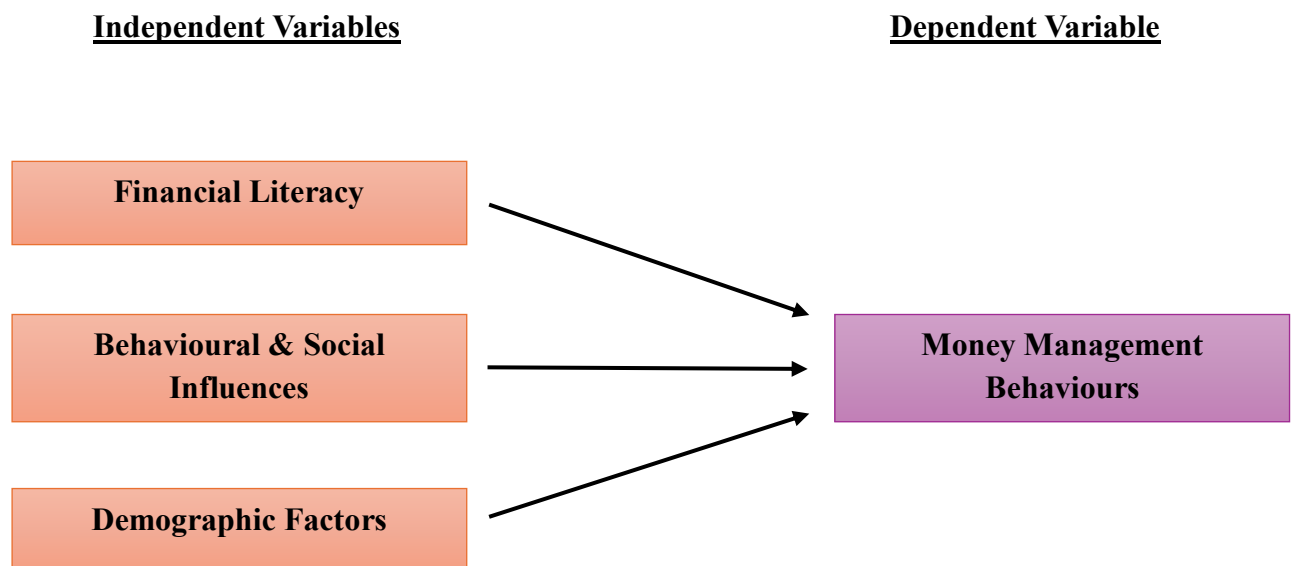 Independent Variables
Dependent Variable
Financial Literacy
Behavioural & Social
Influences
Money Management
Behaviours
Demographic Factors